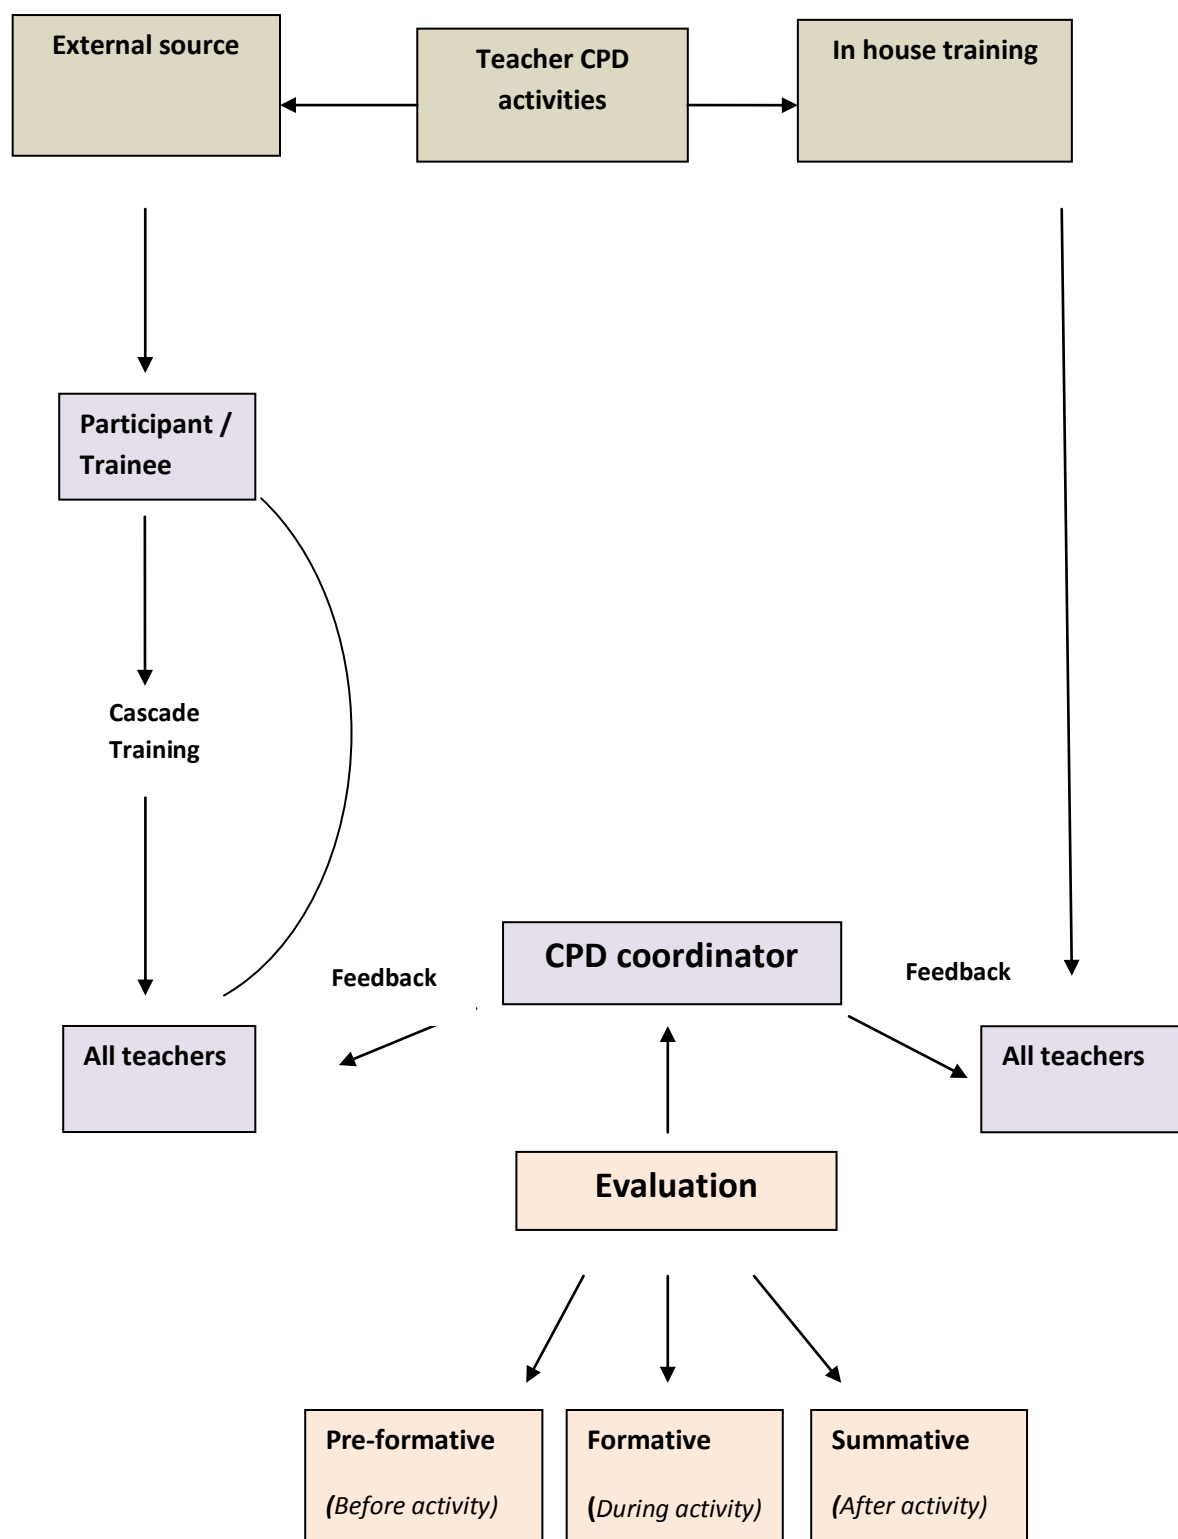 External source
Teacher CPD
activities
In house training
Participant /
Trainee
Cascade
Training
CPD coordinator
Feedback
Feedback
All teachers
All teachers
Evaluation
Pre-formative
(Before activity)
Formative
(During activity)
Summative
(After activity)